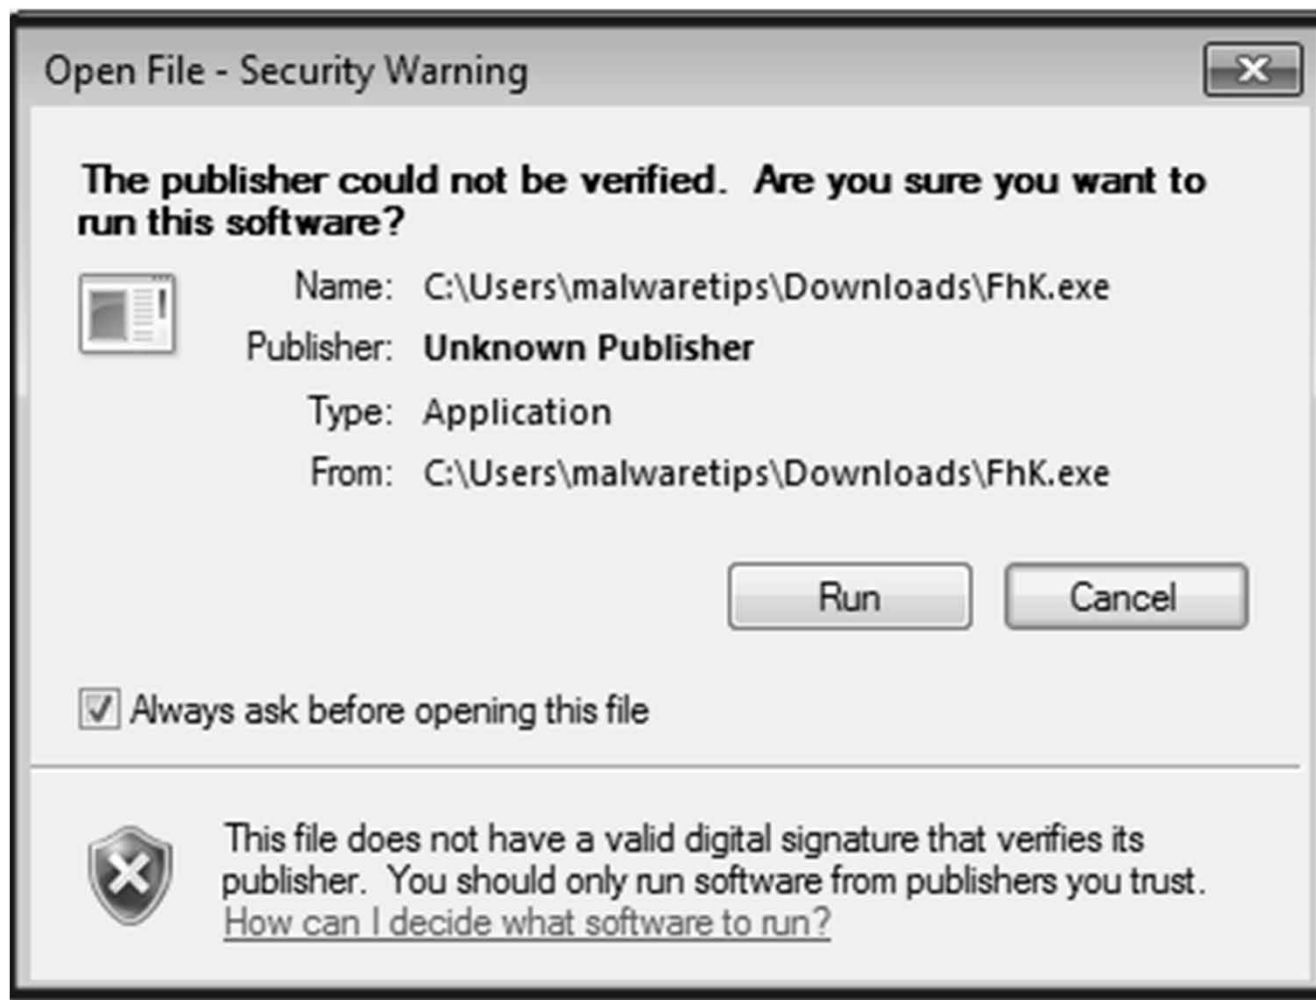 Open File - Security Warning
The publisher could not be verified.  Are you sure you want to
run this software?
Name: C:\Users\malwaretips\Downloads\FhK.exe
Publisher: Unknown Publisher
Type: Application
From: C:\Users\malwaretips\Downloads\FhK.exe
Run Cancel
Always ask before opening this file
This file does not have a valid digital signature that verifies its
publisher.  You should only run software from publishers you trust.
How can I decide what software to run?